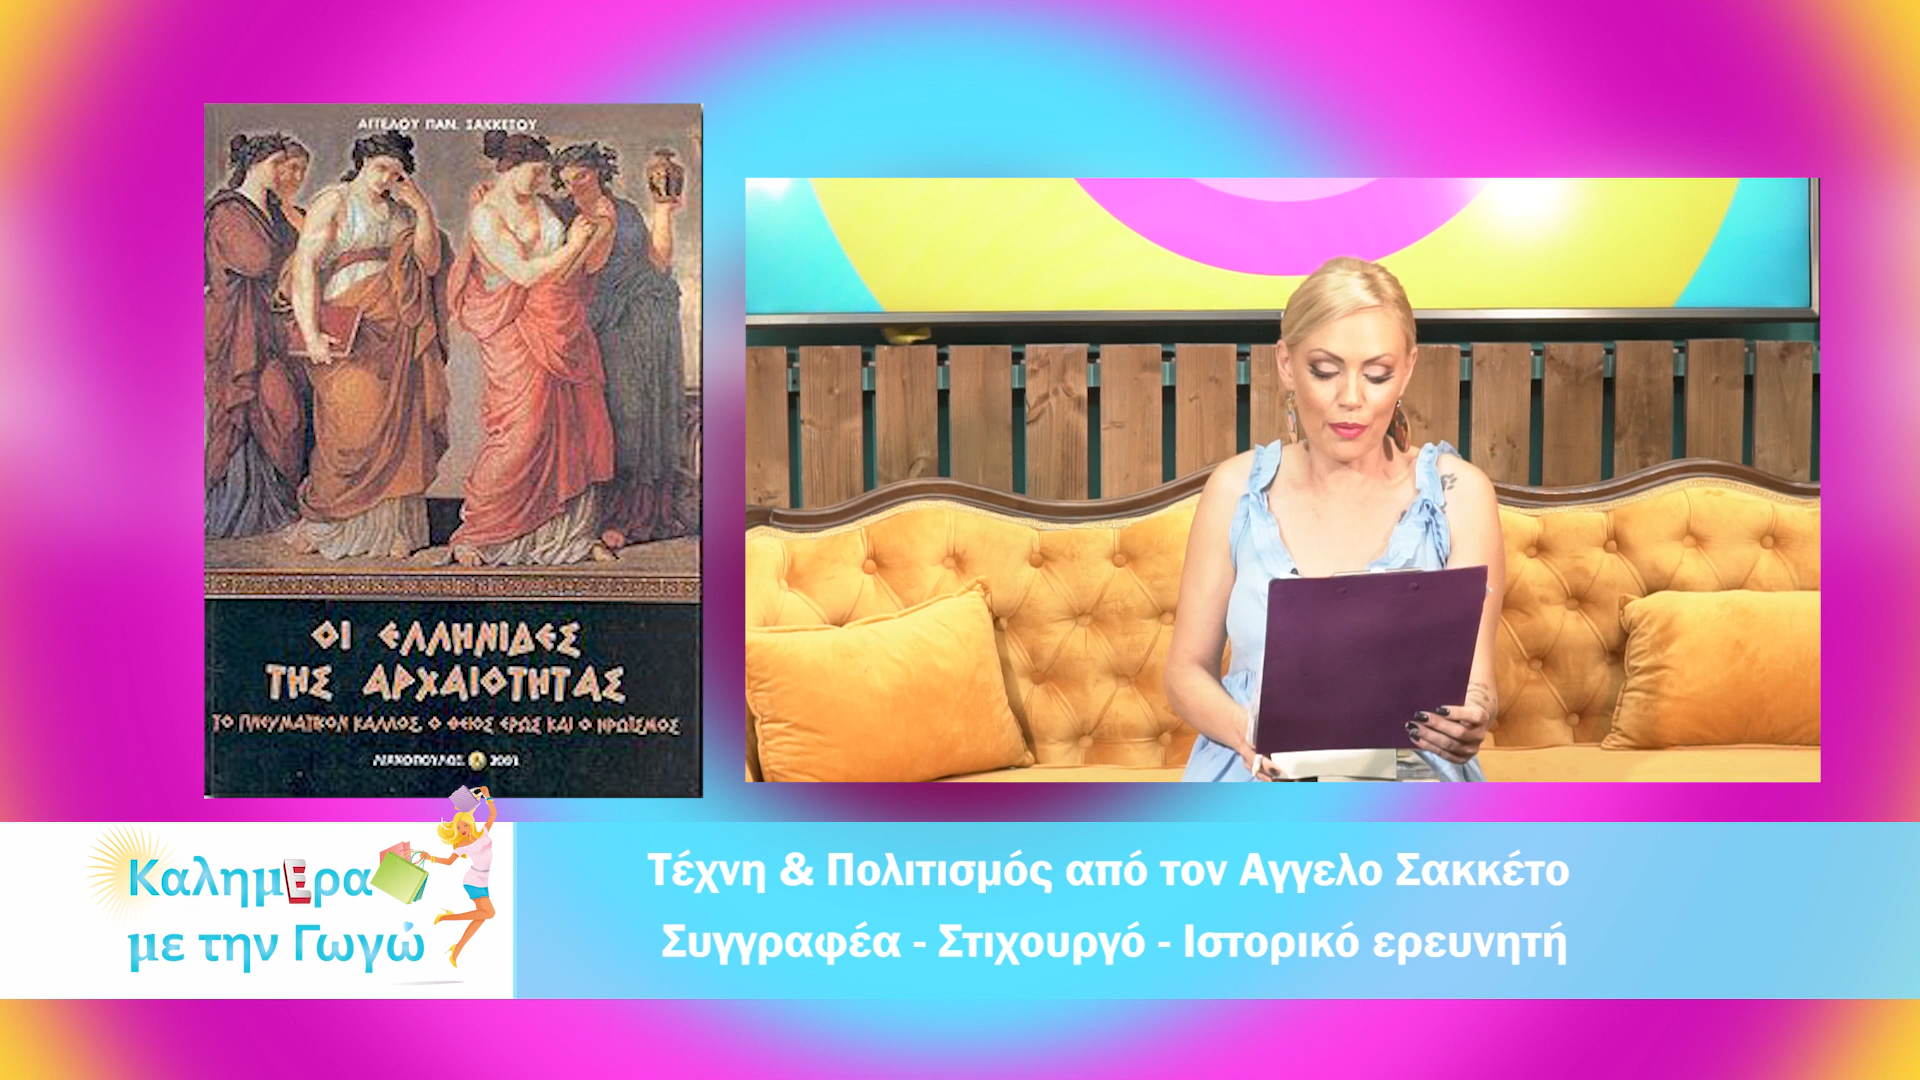 ΑΓΓΕΛΟΥ ΠΑΝ. ΣΑΚΚΕΤΟΥ
ΟΙ ΕΛΛΗΝΙΔΕΣ
ΤΗΣ ΑΡΧΑΙΟΤΗΤΑΣ
ΤΟ ΠΝΕΥΜΑΤΙΚΟΝ ΚΑΛΛΟΣ, Ο ΘΕΙΟΣ ΕΡΩΣ ΚΑΙ Ο ΗΡΩΪΣΜΟΣ
ΛΙΑΚΟΠΟΥΛΟΣ 2001
ΚαλημΕρα
με την Γωγώ
Τέχνη & Πολιτισμός από τον Αγγελο Σακκέτο
Συγγραφέα - Στιχουργό - Ιστορικό ερευνητή